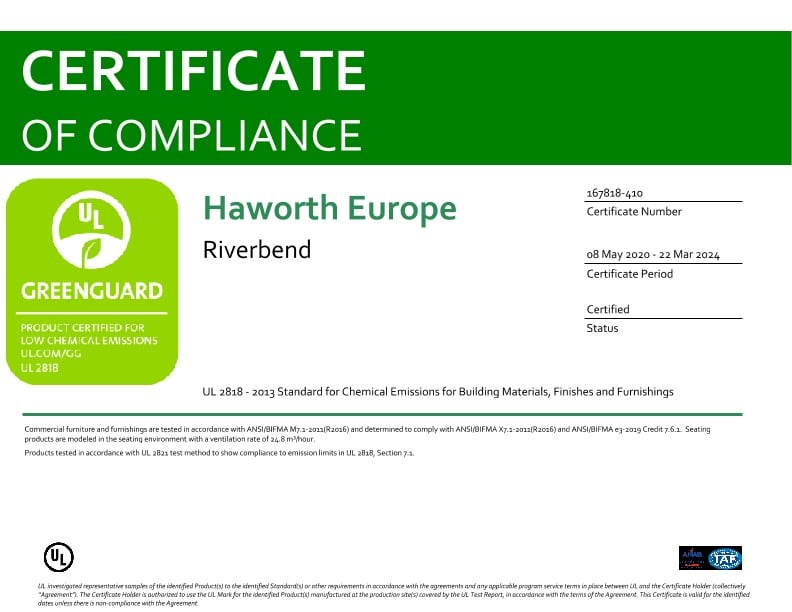 CERTIFICATE
OF COMPLIANCE
UL
GREENGUARD
PRODUCT CERTIFIED FOR
LOW CHEMICAL EMISSIONS
UL.COM/GG
UL 2818
Haworth Europe
Riverbend
167818-410
Certificate Number
08 May 2020 - 22 Mar 2024
Certificate Period
Certified
Status
UL 2818 - 2013 Standard for Chemical Emissions for Building Materials, Finishes and Furnishings
Commercial furniture and furnishings are tested in accordance with ANSI/BIFMA M7.1-2011(R2016) and determined to comply with ANSI/BIFMA X7.1-2011(R2016) and ANSI/BIFMA e3-2019 Credit 7.6.1. Seating
products are modeled in the seating environment with a ventilation rate of 24.8 m³/hour.
Products tested in accordance with UL 2821 test method to show compliance to emission limits in UL 2818, Section 7.1.
UL
ANAB
IAF
UL investigated representative samples of the identified Product(s) to the identified Standard(s) or other requirements in accordance with the agreements and any applicable program service terms in place between UL and the Certificate Holder (collectively
"Agreement"). The Certificate Holder is authorized to use the UL Mark for the identified Product(s) manufactured at the production site(s) covered by the UL Test Report, in accordance with the terms of the Agreement. This Certificate is valid for the identified
dates unless there is non-compliance with the Agreement.